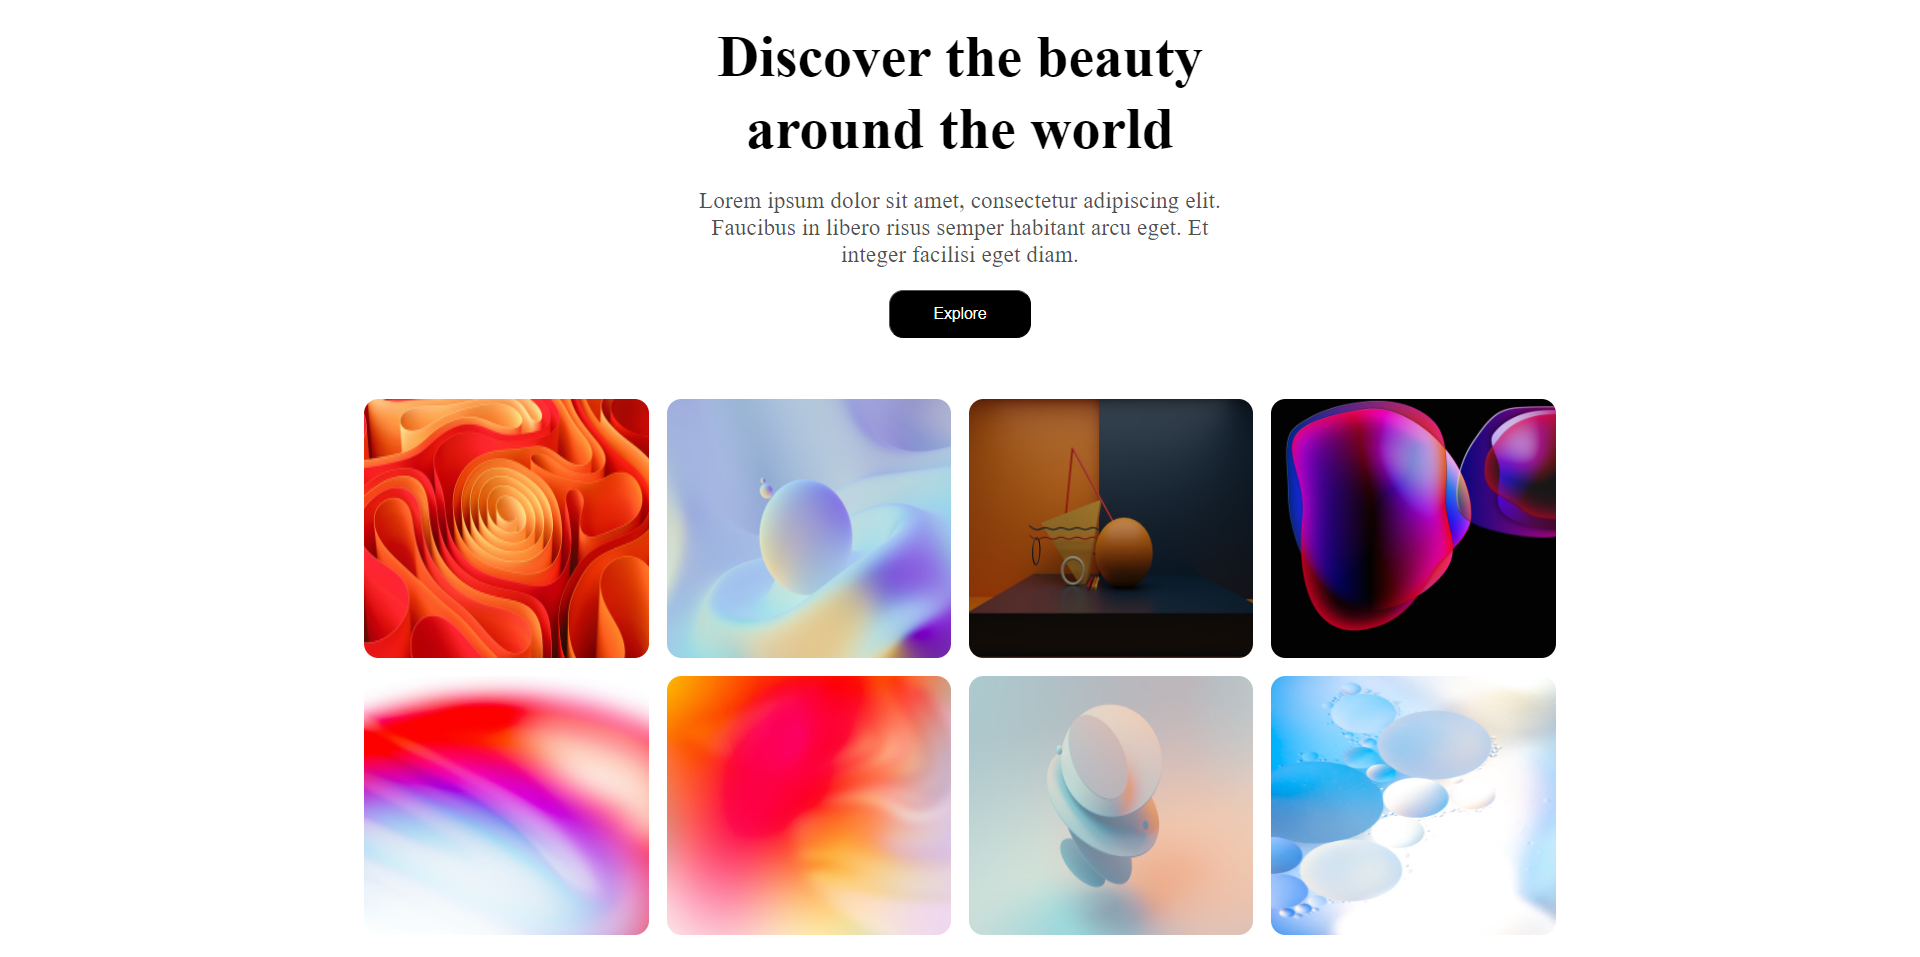 Discover the beauty
around the world
Lorem ipsum dolor sit amet, consectetur adipiscing elit.
Faucibus in libero risus semper habitant arcu eget. Et
integer facilisi eget diam.
Explore